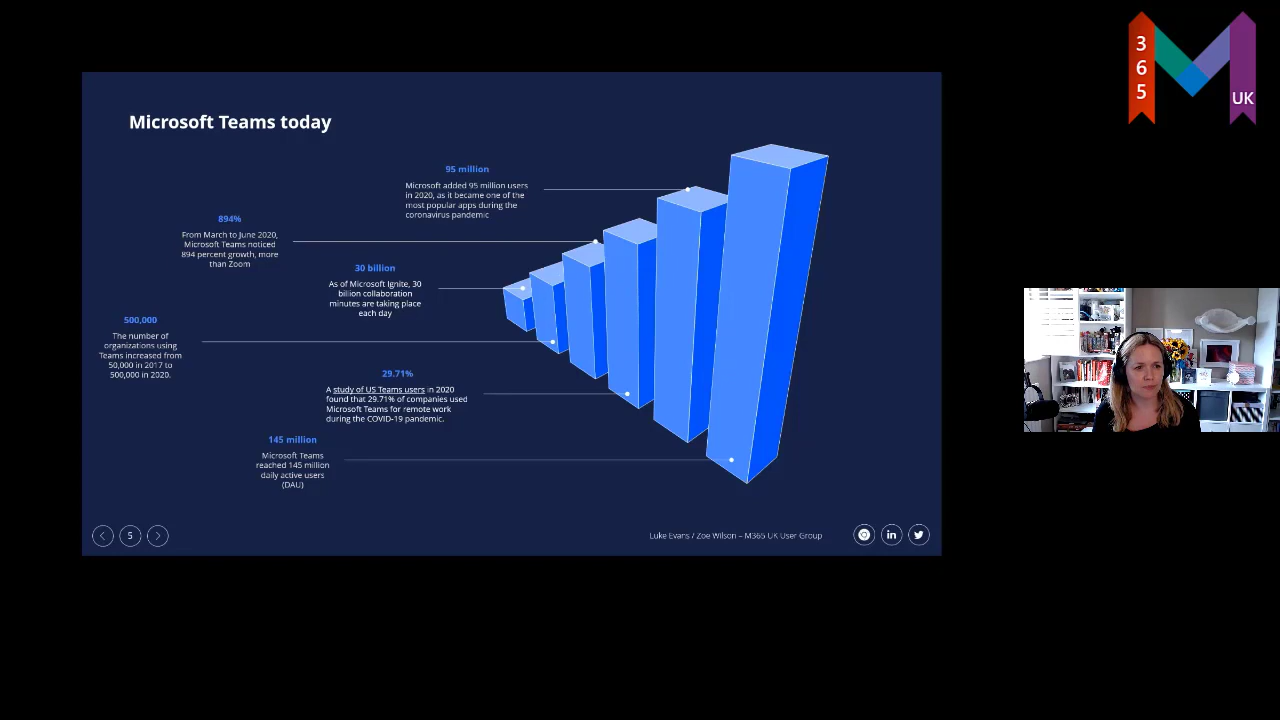 3
6
5
UK
Microsoft Teams today
95 million
Microsoft added 95 million users
in 2020, as it became one of the
most popular apps during the
coronavirus pandemic
894%
From March to June 2020,
Microsoft Teams noticed
894 percent growth, more
than Zoom
30 billion
As of Microsoft Ignite, 30
billion collaboration
minutes are taking place
each day
500,000
The number of
organizations using
Teams increased from
50,000 in 2017 to
500,000 in 2020.
29.71%
A study of US Teams users in 2020
found that 29.71% of companies used
Microsoft Teams for remote work
during the COVID-19 pandemic.
145 million
Microsoft Teams
reached 145 million
daily active users
(DAU)
5
Luke Evans / Zoe Wilson – M365 UK User Group
in